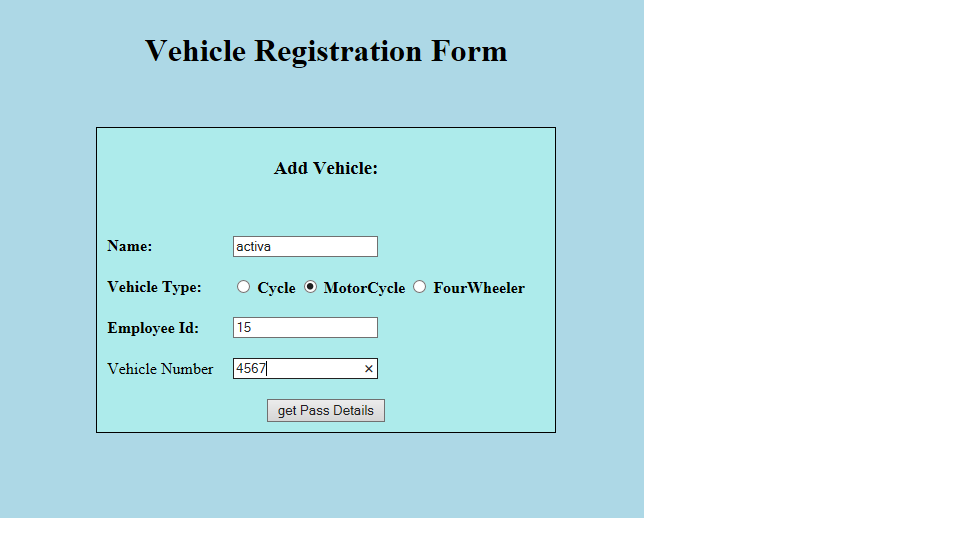 Vehicle Registration Form
Add Vehicle:
Name: activa
Vehicle Type: Cycle MotorCycle FourWheeler
Employee Id: 15
Vehicle Number 4567 ×
get Pass Details